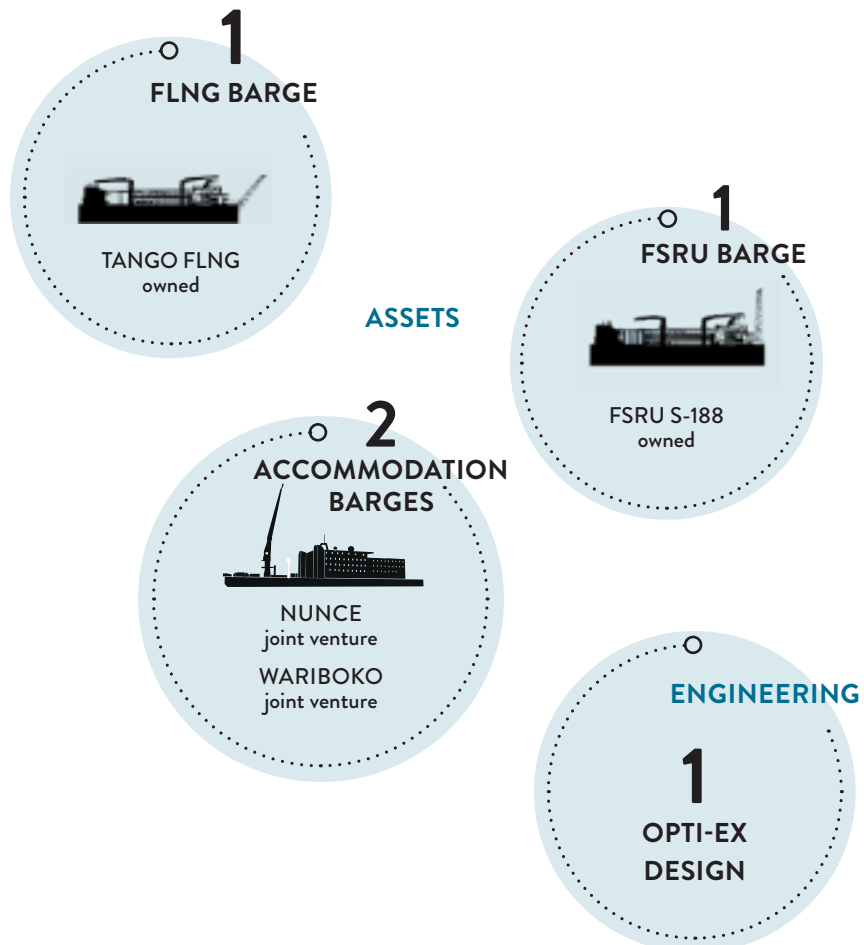 1
FLNG BARGE
TANGO FLNG
owned
ASSETS
1
FSRU BARGE
FSRU S-188
owned
2
ACCOMMODATION
BARGES
NUNCE
joint venture
WARIBOKO
joint venture
ENGINEERING
1
OPTI-EX
DESIGN